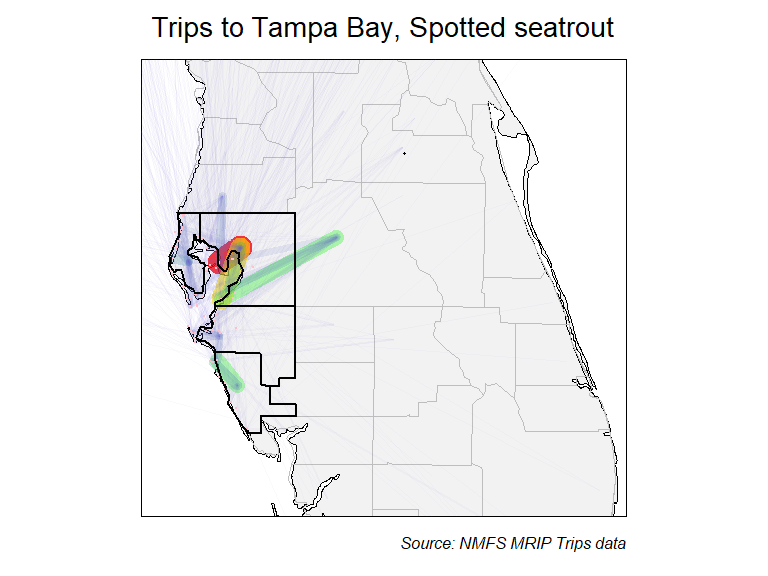 Trips to Tampa Bay, Spotted seatrout
Source: NMFS MRIP Trips data